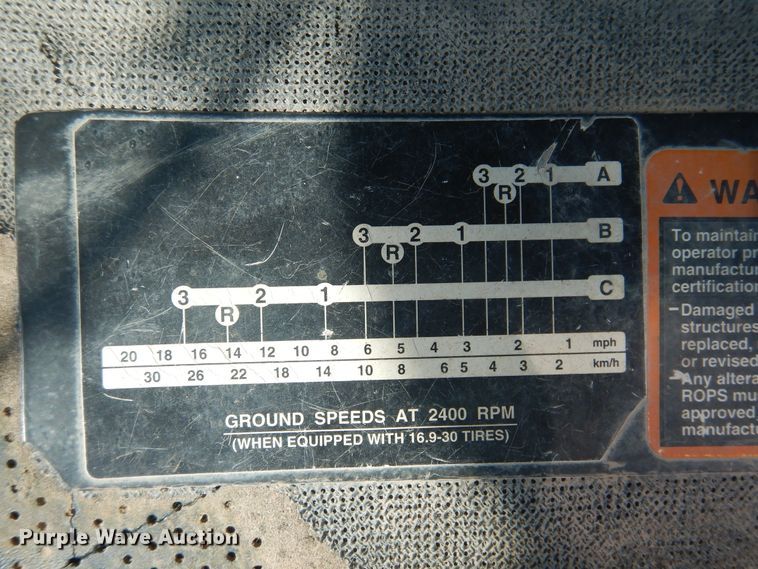 3 2 1 A
R
3 2 1 B
R
3 2 1 C
R
20 18 16 14 12 10 8 6 5 4 3 2 1 mph
30 26 22 18 14 10 8 6 5 4 3 2 km/h
GROUND SPEEDS AT 2400 RPM
(WHEN EQUIPPED WITH 16.9-30 TIRES)
WA
To maintain
operator pr
manufactur
certification
–Damaged
structures
replaced,
or revised
–Any altera
ROPS mu
approved
manufactu
Purple Wave Auction